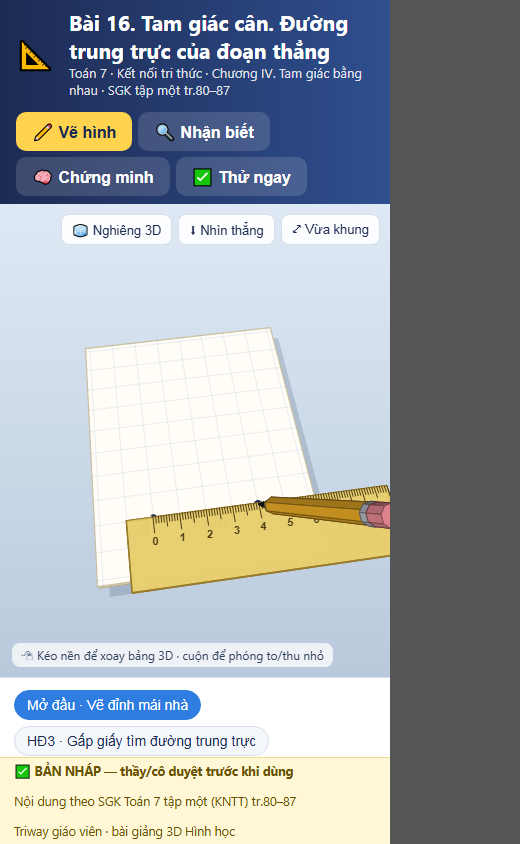 Bài 16. Tam giác cân. Đường
trung trực của đoạn thẳng
Toán 7 · Kết nối tri thức · Chương IV. Tam giác bằng
nhau · SGK tập một tr.80–87
Vẽ hình
Nhận biết
Chứng minh
Thử ngay
Nghiêng 3D
⬇ Nhìn thẳng
⤢ Vừa khung
0 1 2 3 4 5
Kéo nền để xoay bảng 3D · cuộn để phóng to/thu nhỏ
Mở đầu · Vẽ đỉnh mái nhà
HĐ3 · Gấp giấy tìm đường trung trực
✅ BẢN NHÁP — thầy/cô duyệt trước khi dùng
Nội dung theo SGK Toán 7 tập một (KNTT) tr.80–87
Triway giáo viên · bài giảng 3D Hình học